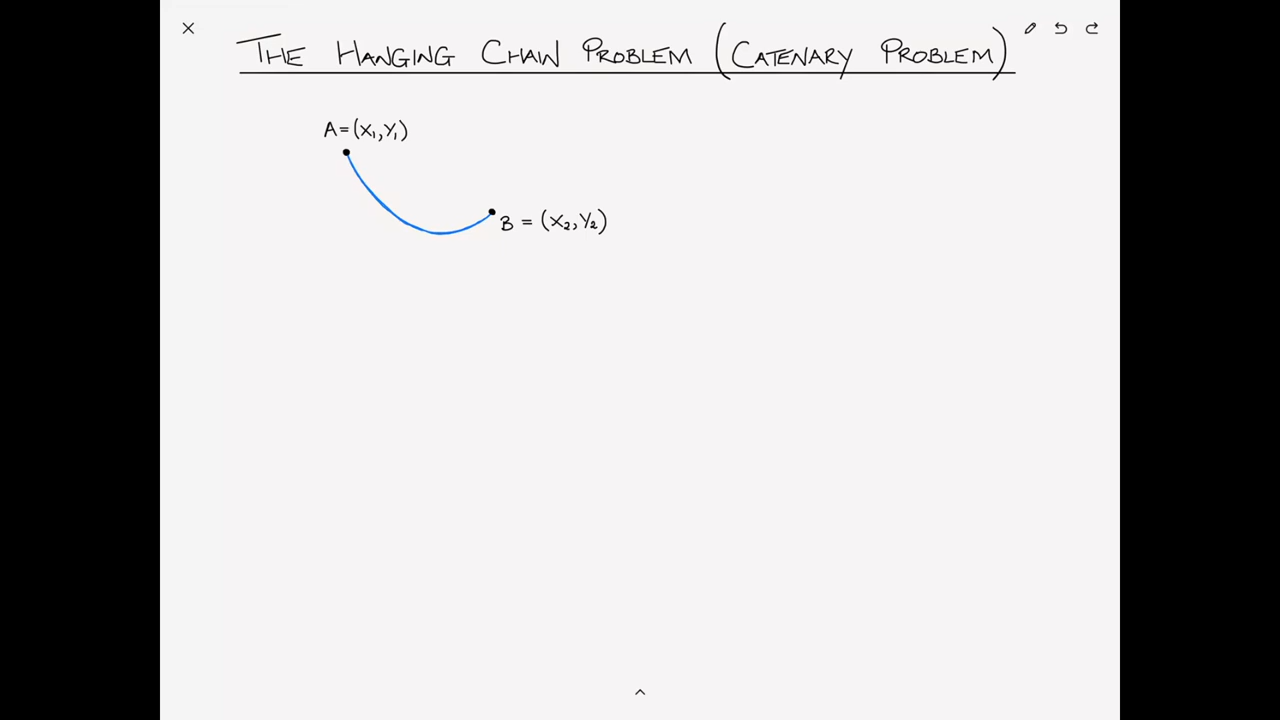 THE HANGING CHAIN PROBLEM (CATENARY PROBLEM)
A=(x₁,y₁)
B = (x₂,y₂)